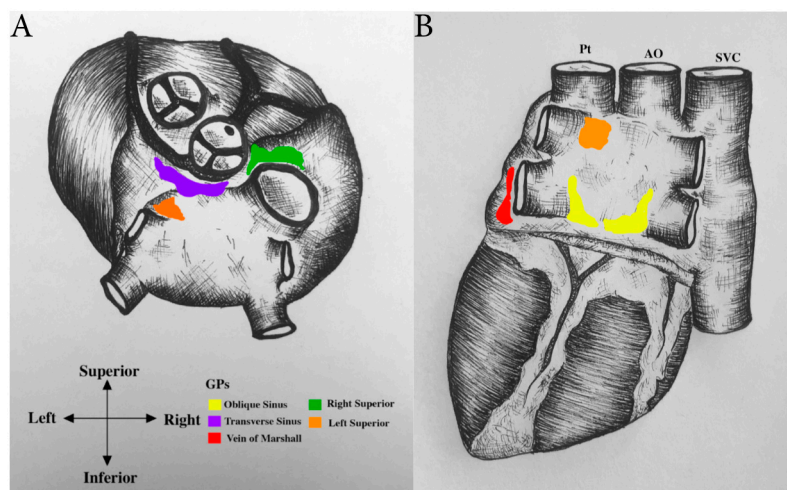 A
B
Pt
AO
SVC
Superior
Left
Right
Inferior
GPs
Oblique Sinus
Right Superior
Transverse Sinus
Left Superior
Vein of Marshall